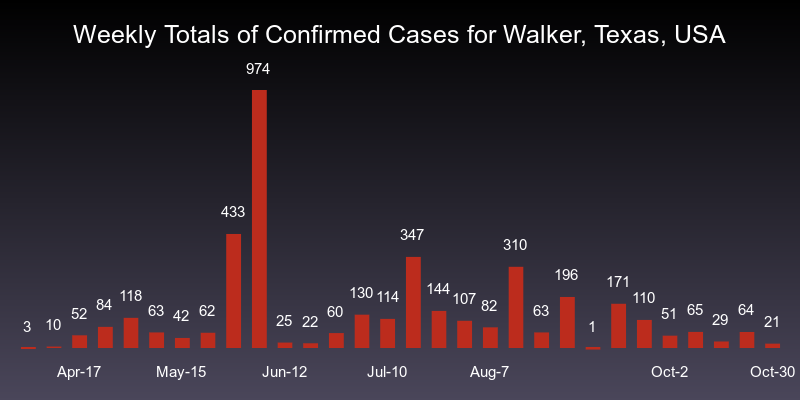 Weekly Totals of Confirmed Cases for Walker, Texas, USA
3 10 52 84 118 63 42 62 433 974 25 22 60 130 114 347 144 107 82 310 63 196 1 171 110 51 65 29 64 21
Apr-17 May-15 Jun-12 Jul-10 Aug-7 Oct-2 Oct-30